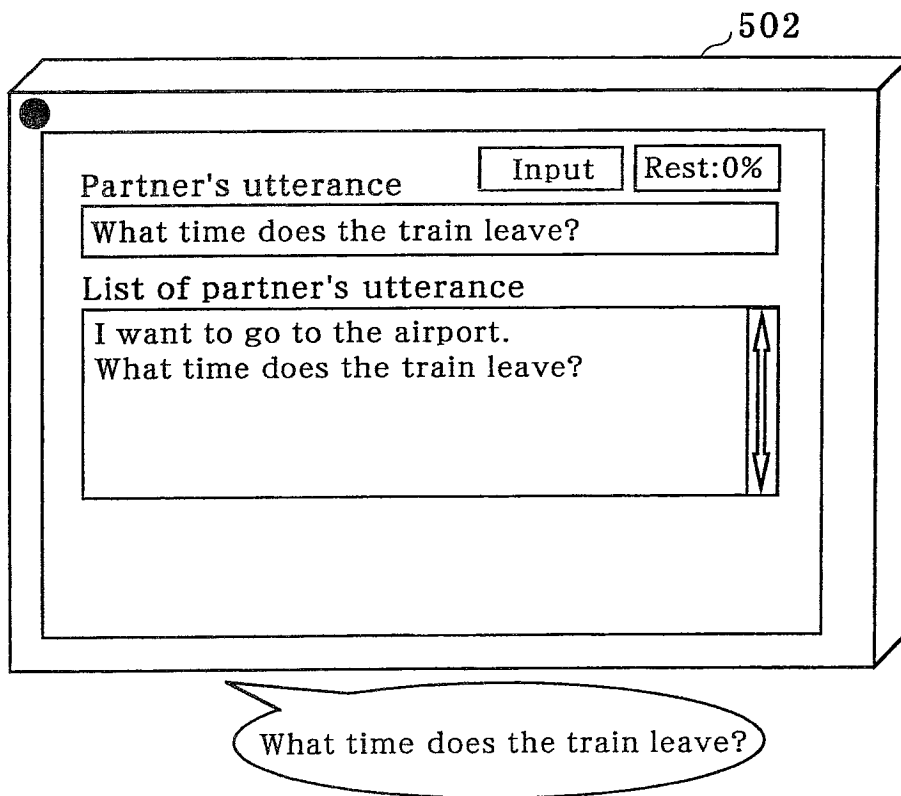 502
Input
Rest:0%
Partner's utterance
What time does the train leave?
List of partner's utterance
I want to go to the airport.
What time does the train leave?
What time does the train leave?